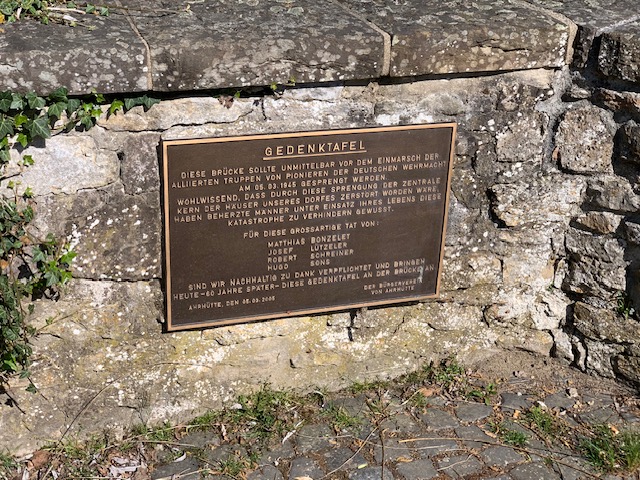 GEDENKTAFEL
DIESE BRÜCKE SOLLTE UNMITTELBAR VOR DEM EINMARSCH DER
ALLIIERTEN TRUPPEN VON PIONIEREN DER DEUTSCHEN WEHRMACHT
AM 05.03.1945 GESPRENGT WERDEN.
WOHLWISSEND, DASS DURCH DIESE SPRENGUNG DER ZENTRALE
KERN DER HÄUSER UNSERES DORFES ZERSTÖRT WORDEN WÄRE,
HABEN BEHERZTE MÄNNER UNTER EINSATZ IHRES LEBENS DIESE
KATASTROPHE ZU VERHINDERN GEWUSST.
FÜR DIESE GROSSARTIGE TAT VON:
MATTHIAS BONZELET
JOSEF LÜTZELER
ROBERT SCHREINER
HUGO SONS
SIND WIR NACHHALTIG ZU DANK VERPFLICHTET UND BRINGEN
HEUTE -60 JAHRE SPÄTER- DIESE GEDENKTAFEL AN DER BRÜCKE AN
AHRHÜTTE, DEN 05.03.2005
DER BÜRGERVEREIN
VON AHRHÜTTE